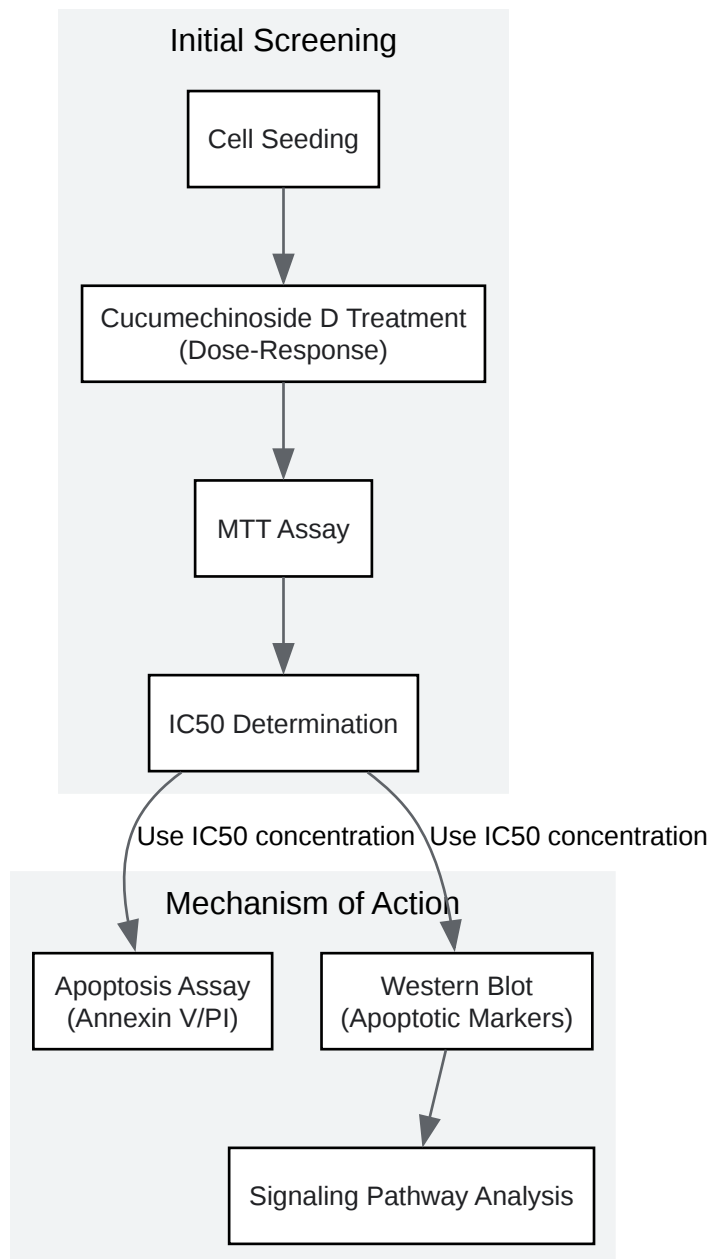 Initial Screening
Cell Seeding
Cucumechinoside D Treatment
(Dose-Response)
MTT Assay
IC50 Determination
Use IC50 concentration
Use IC50 concentration
Mechanism of Action
Apoptosis Assay
(Annexin V/PI)
Western Blot
(Apoptotic Markers)
Signaling Pathway Analysis